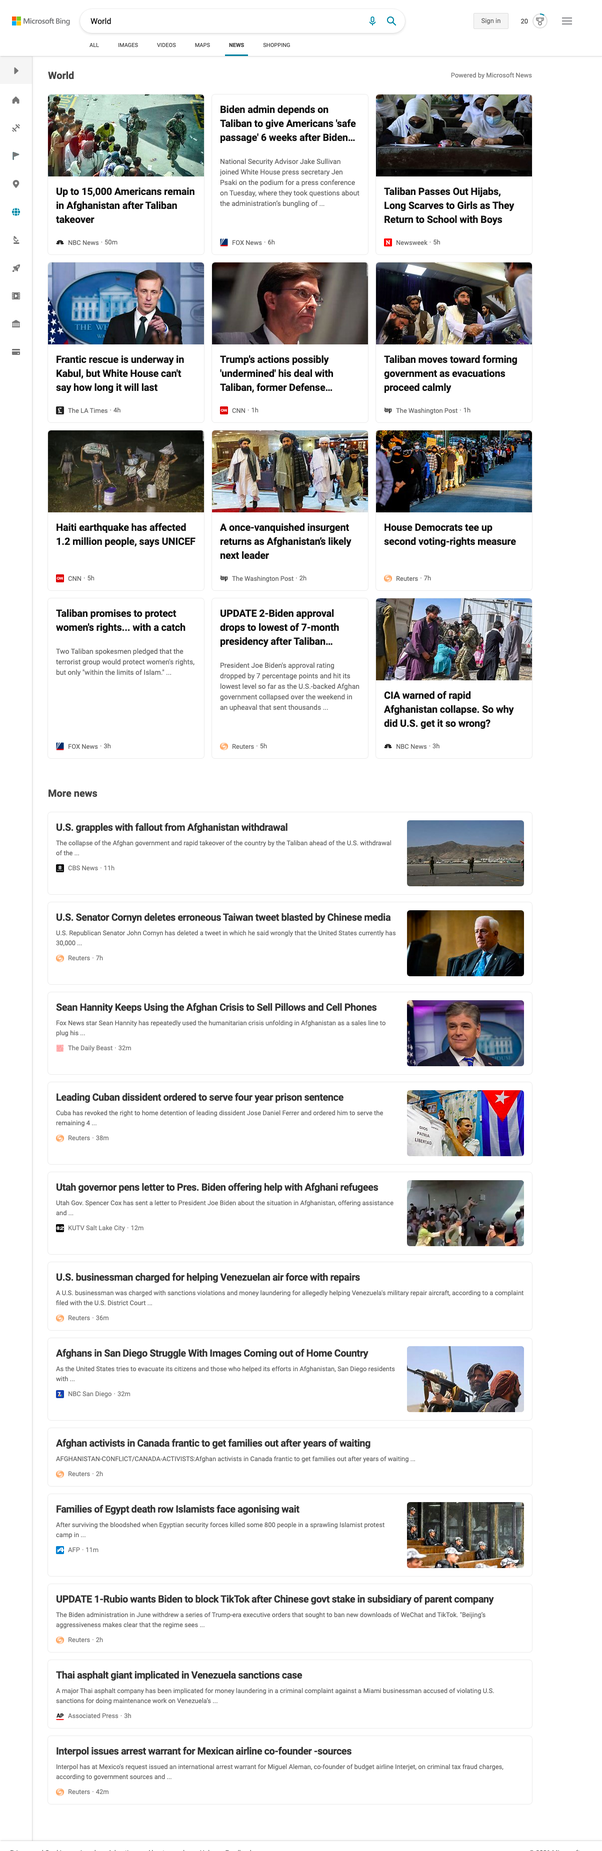 Microsoft Bing
World
Sign in
20
ALL IMAGES VIDEOS MAPS NEWS SHOPPING
World
Powered by Microsoft News
Up to 15,000 Americans remain
in Afghanistan after Taliban
takeover
NBC News · 50m
Biden admin depends on
Taliban to give Americans 'safe
passage' 6 weeks after Biden...
National Security Advisor Jake Sullivan
joined White House press secretary Jen
Psaki on the podium for a press conference
on Tuesday, where they took questions about
the administration's bungling of ...
FOX News · 6h
Taliban Passes Out Hijabs,
Long Scarves to Girls as They
Return to School with Boys
Newsweek · 5h
Frantic rescue is underway in
Kabul, but White House can't
say how long it will last
The LA Times · 4h
Trump's actions possibly
'undermined' his deal with
Taliban, former Defense...
CNN · 1h
Taliban moves toward forming
government as evacuations
proceed calmly
The Washington Post · 1h
Haiti earthquake has affected
1.2 million people, says UNICEF
CNN · 5h
A once-vanquished insurgent
returns as Afghanistan's likely
next leader
The Washington Post · 2h
House Democrats tee up
second voting-rights measure
Reuters · 7h
Taliban promises to protect
women's rights... with a catch
Two Taliban spokesmen pledged that the
terrorist group would protect women's rights,
but only "within the limits of Islam." ...
FOX News · 3h
UPDATE 2-Biden approval
drops to lowest of 7-month
presidency after Taliban...
President Joe Biden's approval rating
dropped by 7 percentage points and hit its
lowest level so far as the U.S.-backed Afghan
government collapsed over the weekend in
an upheaval that sent thousands ...
Reuters · 5h
CIA warned of rapid
Afghanistan collapse. So why
did U.S. get it so wrong?
NBC News · 3h
More news
U.S. grapples with fallout from Afghanistan withdrawal
The collapse of the Afghan government and rapid takeover of the country by the Taliban ahead of the U.S. withdrawal
of the ...
CBS News · 11h
U.S. Senator Cornyn deletes erroneous Taiwan tweet blasted by Chinese media
U.S. Republican Senator John Cornyn has deleted a tweet in which he said wrongly that the United States currently has
30,000 ...
Reuters · 7h
Sean Hannity Keeps Using the Afghan Crisis to Sell Pillows and Cell Phones
Fox News star Sean Hannity has repeatedly used the humanitarian crisis unfolding in Afghanistan as a sales line to
plug his ...
The Daily Beast · 32m
Leading Cuban dissident ordered to serve four year prison sentence
Cuba has revoked the right to home detention of leading dissident Jose Daniel Ferrer and ordered him to serve the
remaining 4 ...
Reuters · 38m
Utah governor pens letter to Pres. Biden offering help with Afghani refugees
Utah Gov. Spencer Cox has sent a letter to President Joe Biden about the situation in Afghanistan, offering assistance
and ...
KUTV Salt Lake City · 12m
U.S. businessman charged for helping Venezuelan air force with repairs
A U.S. businessman was charged with sanctions violations and money laundering for allegedly helping Venezuela's military repair aircraft, according to a complaint
filed with the U.S. District Court ...
Reuters · 36m
Afghans in San Diego Struggle With Images Coming out of Home Country
As the United States tries to evacuate its citizens and those who helped its efforts in Afghanistan, San Diego residents
with ...
NBC San Diego · 32m
Afghan activists in Canada frantic to get families out after years of waiting
AFGHANISTAN-CONFLICT/CANADA-ACTIVISTS:Afghan activists in Canada frantic to get families out after years of waiting ...
Reuters · 2h
Families of Egypt death row Islamists face agonising wait
After surviving the bloodshed when Egyptian security forces killed some 800 people in a sprawling Islamist protest
camp in ...
AFP · 11m
UPDATE 1-Rubio wants Biden to block TikTok after Chinese govt stake in subsidiary of parent company
The Biden administration in June withdrew a series of Trump-era executive orders that sought to ban new downloads of WeChat and TikTok. "Beijing's
aggressiveness makes clear that the regime sees ...
Reuters · 2h
Thai asphalt giant implicated in Venezuela sanctions case
A major Thai asphalt company has been implicated for money laundering in a criminal complaint against a Miami businessman accused of violating U.S.
sanctions for doing maintenance work on Venezuela's ...
AP Associated Press · 3h
Interpol issues arrest warrant for Mexican airline co-founder -sources
Interpol has at Mexico's request issued an international arrest warrant for Miguel Aleman, co-founder of budget airline Interjet, on criminal tax fraud charges,
according to government sources and ...
Reuters · 42m